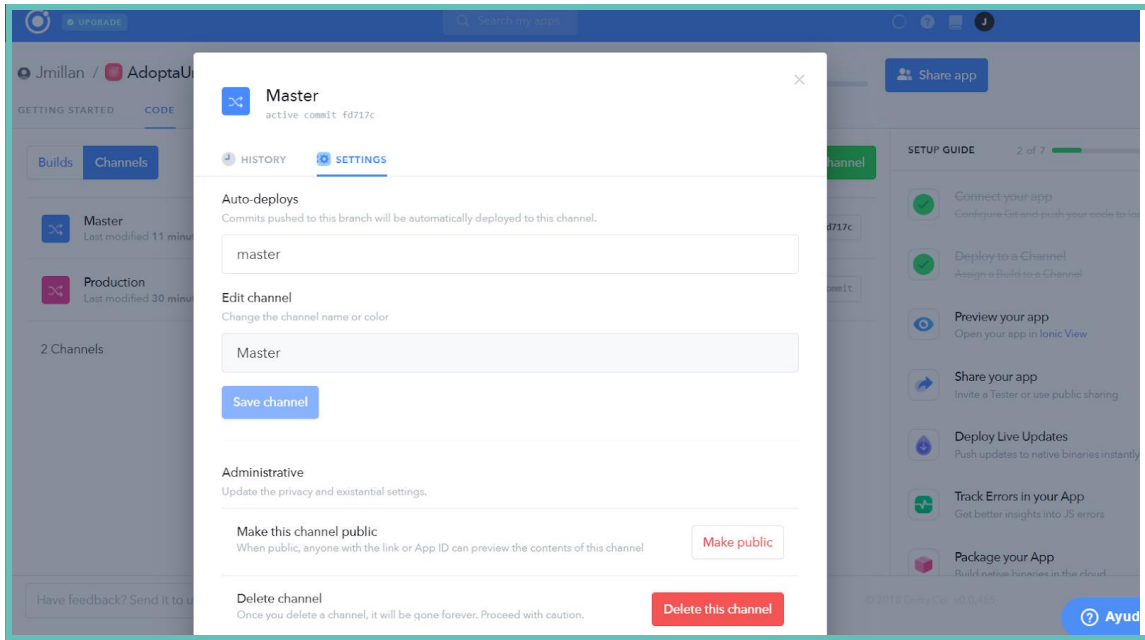 UPGRADE
Search my apps
J
Jmillan / AdoptaU
Share app
GETTING STARTED CODE
Builds Channels
Master
Last modified 11 minu
Production
Last modified 30 minu
2 Channels
Have feedback? Send it to u
Master
active commit fd717c
HISTORY SETTINGS
Auto-deploys
Commits pushed to this branch will be automatically deployed to this channel.
master
Edit channel
Change the channel name or color
Master
Save channel
Administrative
Update the privacy and existantial settings.
Make this channel public
When public, anyone with the link or App ID can preview the contents of this channel
Make public
Delete channel
Once you delete a channel, it will be gone forever. Proceed with caution.
Delete this channel
hannel
d717c
ommit
SETUP GUIDE 2 of 7
Connect your app
Configure Git and push your code to
Deploy to a Channel
Assign a Build to a Channel
Preview your app
Open your app in Ionic View
Share your app
Invite a Tester or use public sharing
Deploy Live Updates
Push updates to native binaries instantly
Track Errors in your App
Get better insights into JS errors
Package your App
Build native binaries in the cloud
Ayud